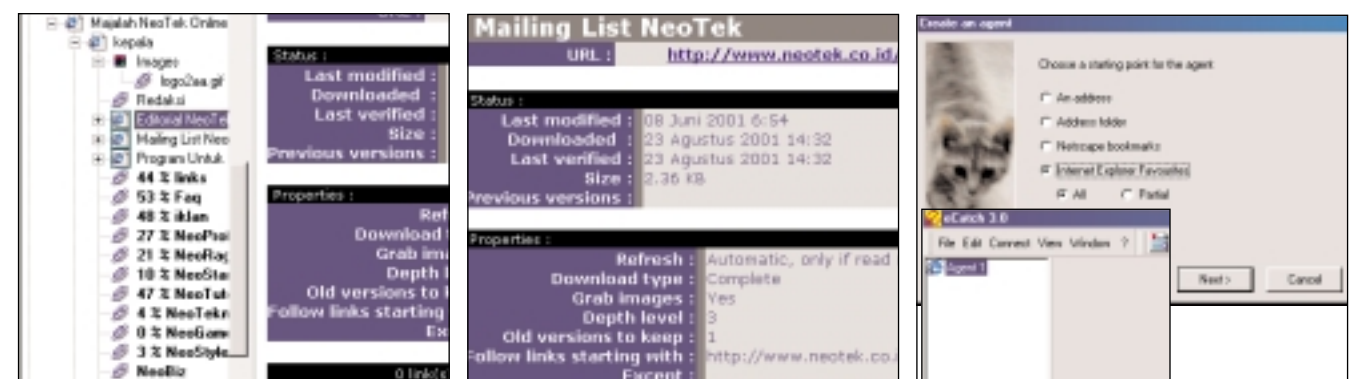 Majalah NeoTek Online
kepala
Images
logo2aa.gif
Redaksi
Editorial NeoTe
Mailing List Neo
Program Untuk
44 % links
53 % Faq
48 % iklan
27 % NeoProf
21 % NeoRag
10 % NeoSta
47 % NeoTut
4 % NeoTekn
0 % NeoGame
3 % NeoStyle
NeoBiz
Status :
Last modified :
Downloaded :
Last verified :
Size :
Previous versions :
Properties :
Ref
Download
Grab ima
Depth l
Old versions to k
Follow links starting
Ex
0 link(s
Mailing List NeoTek
URL : http://www.neotek.co.id/
Status :
Last modified : 08 Juni 2001 6:54
Downloaded : 23 Agustus 2001 14:32
Last verified : 23 Agustus 2001 14:32
Size : 2.36 KB
Previous versions :
Properties :
Refresh : Automatic, only if read
Download type : Complete
Grab images : Yes
Depth level : 3
Old versions to keep : 1
Follow links starting with : http://www.neotek.co.i
Except :
Create an agent
Choose a starting point for the agent
An address
Address folder
Netscape bookmarks
Internet Explorer Favourites
All Partial
eCatch 3.0
File Edit Connect View Window ?
Agent 1
Next > Cancel